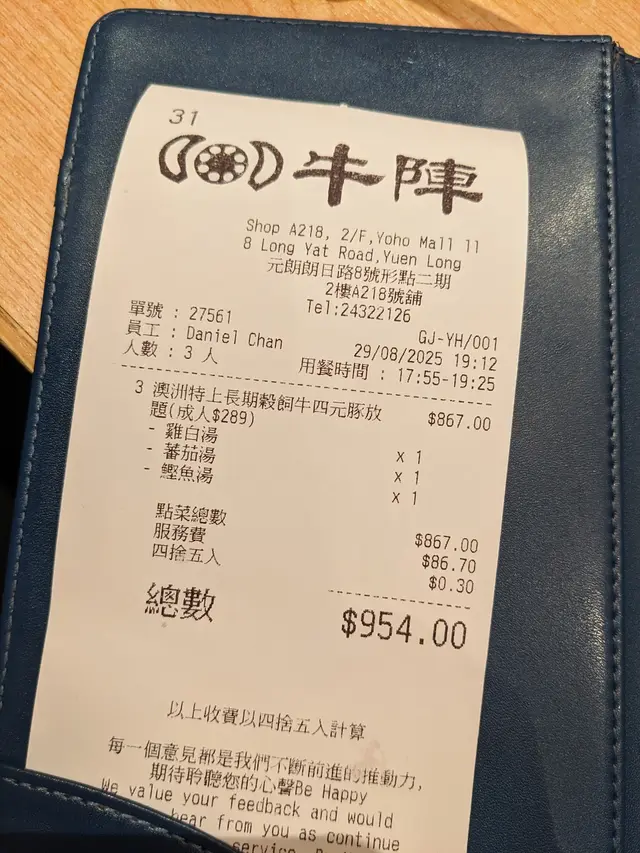 31
牛陣
Shop A218, 2/F,Yoho Mall 11
8 Long Yat Road,Yuen Long
元朗朗日路8號形點二期
2樓A218號舖
Tel:24322126
單號 : 27561 GJ-YH/001
員工 : Daniel Chan 29/08/2025 19:12
人數 : 3 人 用餐時間 : 17:55-19:25
3 澳洲特上長期穀飼牛四元豚放 $867.00
題(成人$289)
- 雞白湯 x 1
- 蕃茄湯 x 1
- 鰹魚湯 x 1
點菜總數 $867.00
服務費 $86.70
四捨五入 $0.30
總數 $954.00
以上收費以四捨五入計算
每一個意見都是我們不斷前進的推動力,
期待聆聽您的心聲Be Happy
We value your feedback and would
hear from you as continue
service.